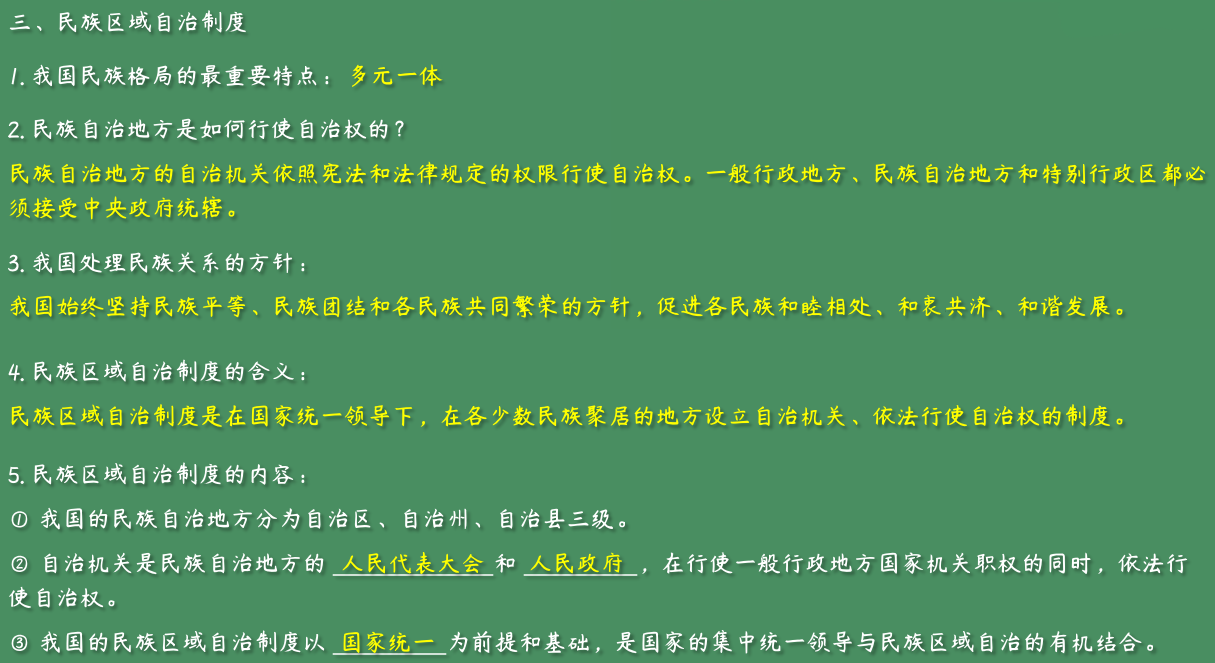 三、民族区域自治制度
1. 我国民族格局的最重要特点：多元一体
2. 民族自治地方是如何行使自治权的？
民族自治地方的自治机关依照宪法和法律规定的权限行使自治权。一般行政地方、民族自治地方和特别行政区都必
须接受中央政府统辖。
3. 我国处理民族关系的方针：
我国始终坚持民族平等、民族团结和各民族共同繁荣的方针，促进各民族和睦相处、和衷共济、和谐发展。
4. 民族区域自治制度的含义：
民族区域自治制度是在国家统一领导下，在各少数民族聚居的地方设立自治机关、依法行使自治权的制度。
5. 民族区域自治制度的内容：
① 我国的民族自治地方分为自治区、自治州、自治县三级。
② 自治机关是民族自治地方的 人民代表大会 和 人民政府 ，在行使一般行政地方国家机关职权的同时，依法行
使自治权。
③ 我国的民族区域自治制度以 国家统一 为前提和基础，是国家的集中统一领导与民族区域自治的有机结合。